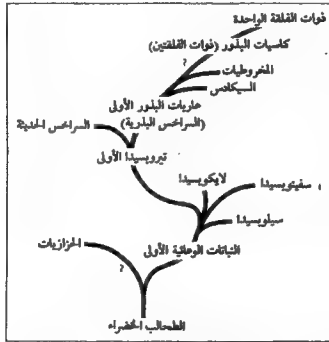 ذوات الفلقة الواحدة
كاسيات البذور (ذوات الفلقتين)
؟
المخروطيات
السيكادس
عاريات البذور الأولى
(السراخس البذرية)
السراخس الحديثة
تيروبسيدا الأولى
لايكوبسيدا
سفينوبسيدا
سيلوبسيدا
النباتات الوعائية الأولى
الحزازيات
؟
الطحالب الخضراء